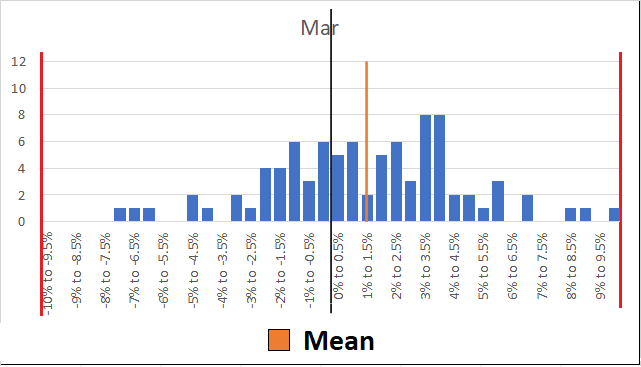 Mar
12
10
8
6
4
2
0
-10% to -9.5%
-9% to -8.5%
-8% to -7.5%
-7% to -6.5%
-6% to -5.5%
-5% to -4.5%
-4% to -3.5%
-3% to -2.5%
-2% to -1.5%
-1% to -0.5%
0% to 0.5%
1% to 1.5%
2% to 2.5%
3% to 3.5%
4% to 4.5%
5% to 5.5%
6% to 6.5%
7% to 7.5%
8% to 8.5%
9% to 9.5%
Mean